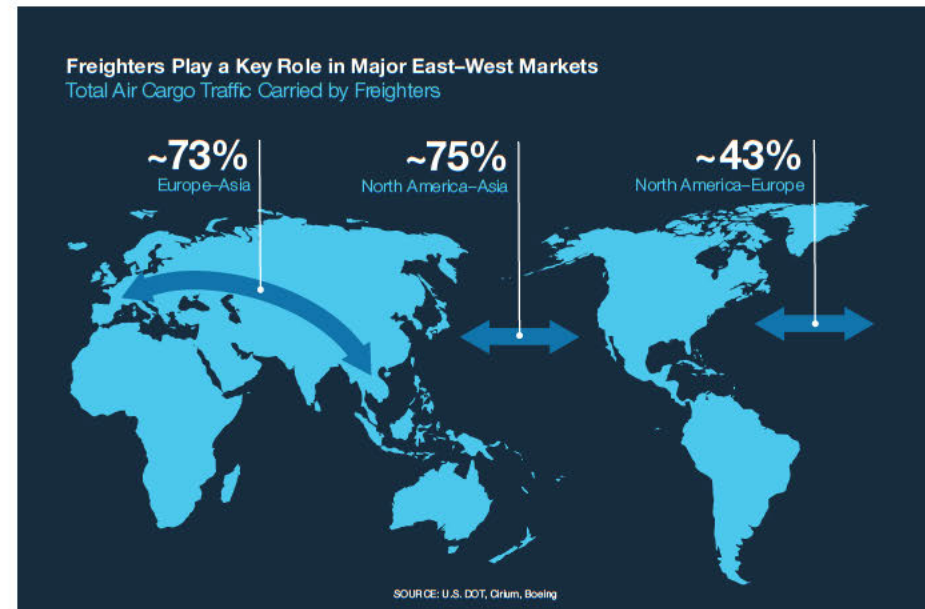 Freighters Play a Key Role in Major East–West Markets
Total Air Cargo Traffic Carried by Freighters
~73%
Europe–Asia
~75%
North America–Asia
~43%
North America–Europe
SOURCE: U.S. DOT, Cirium, Boeing